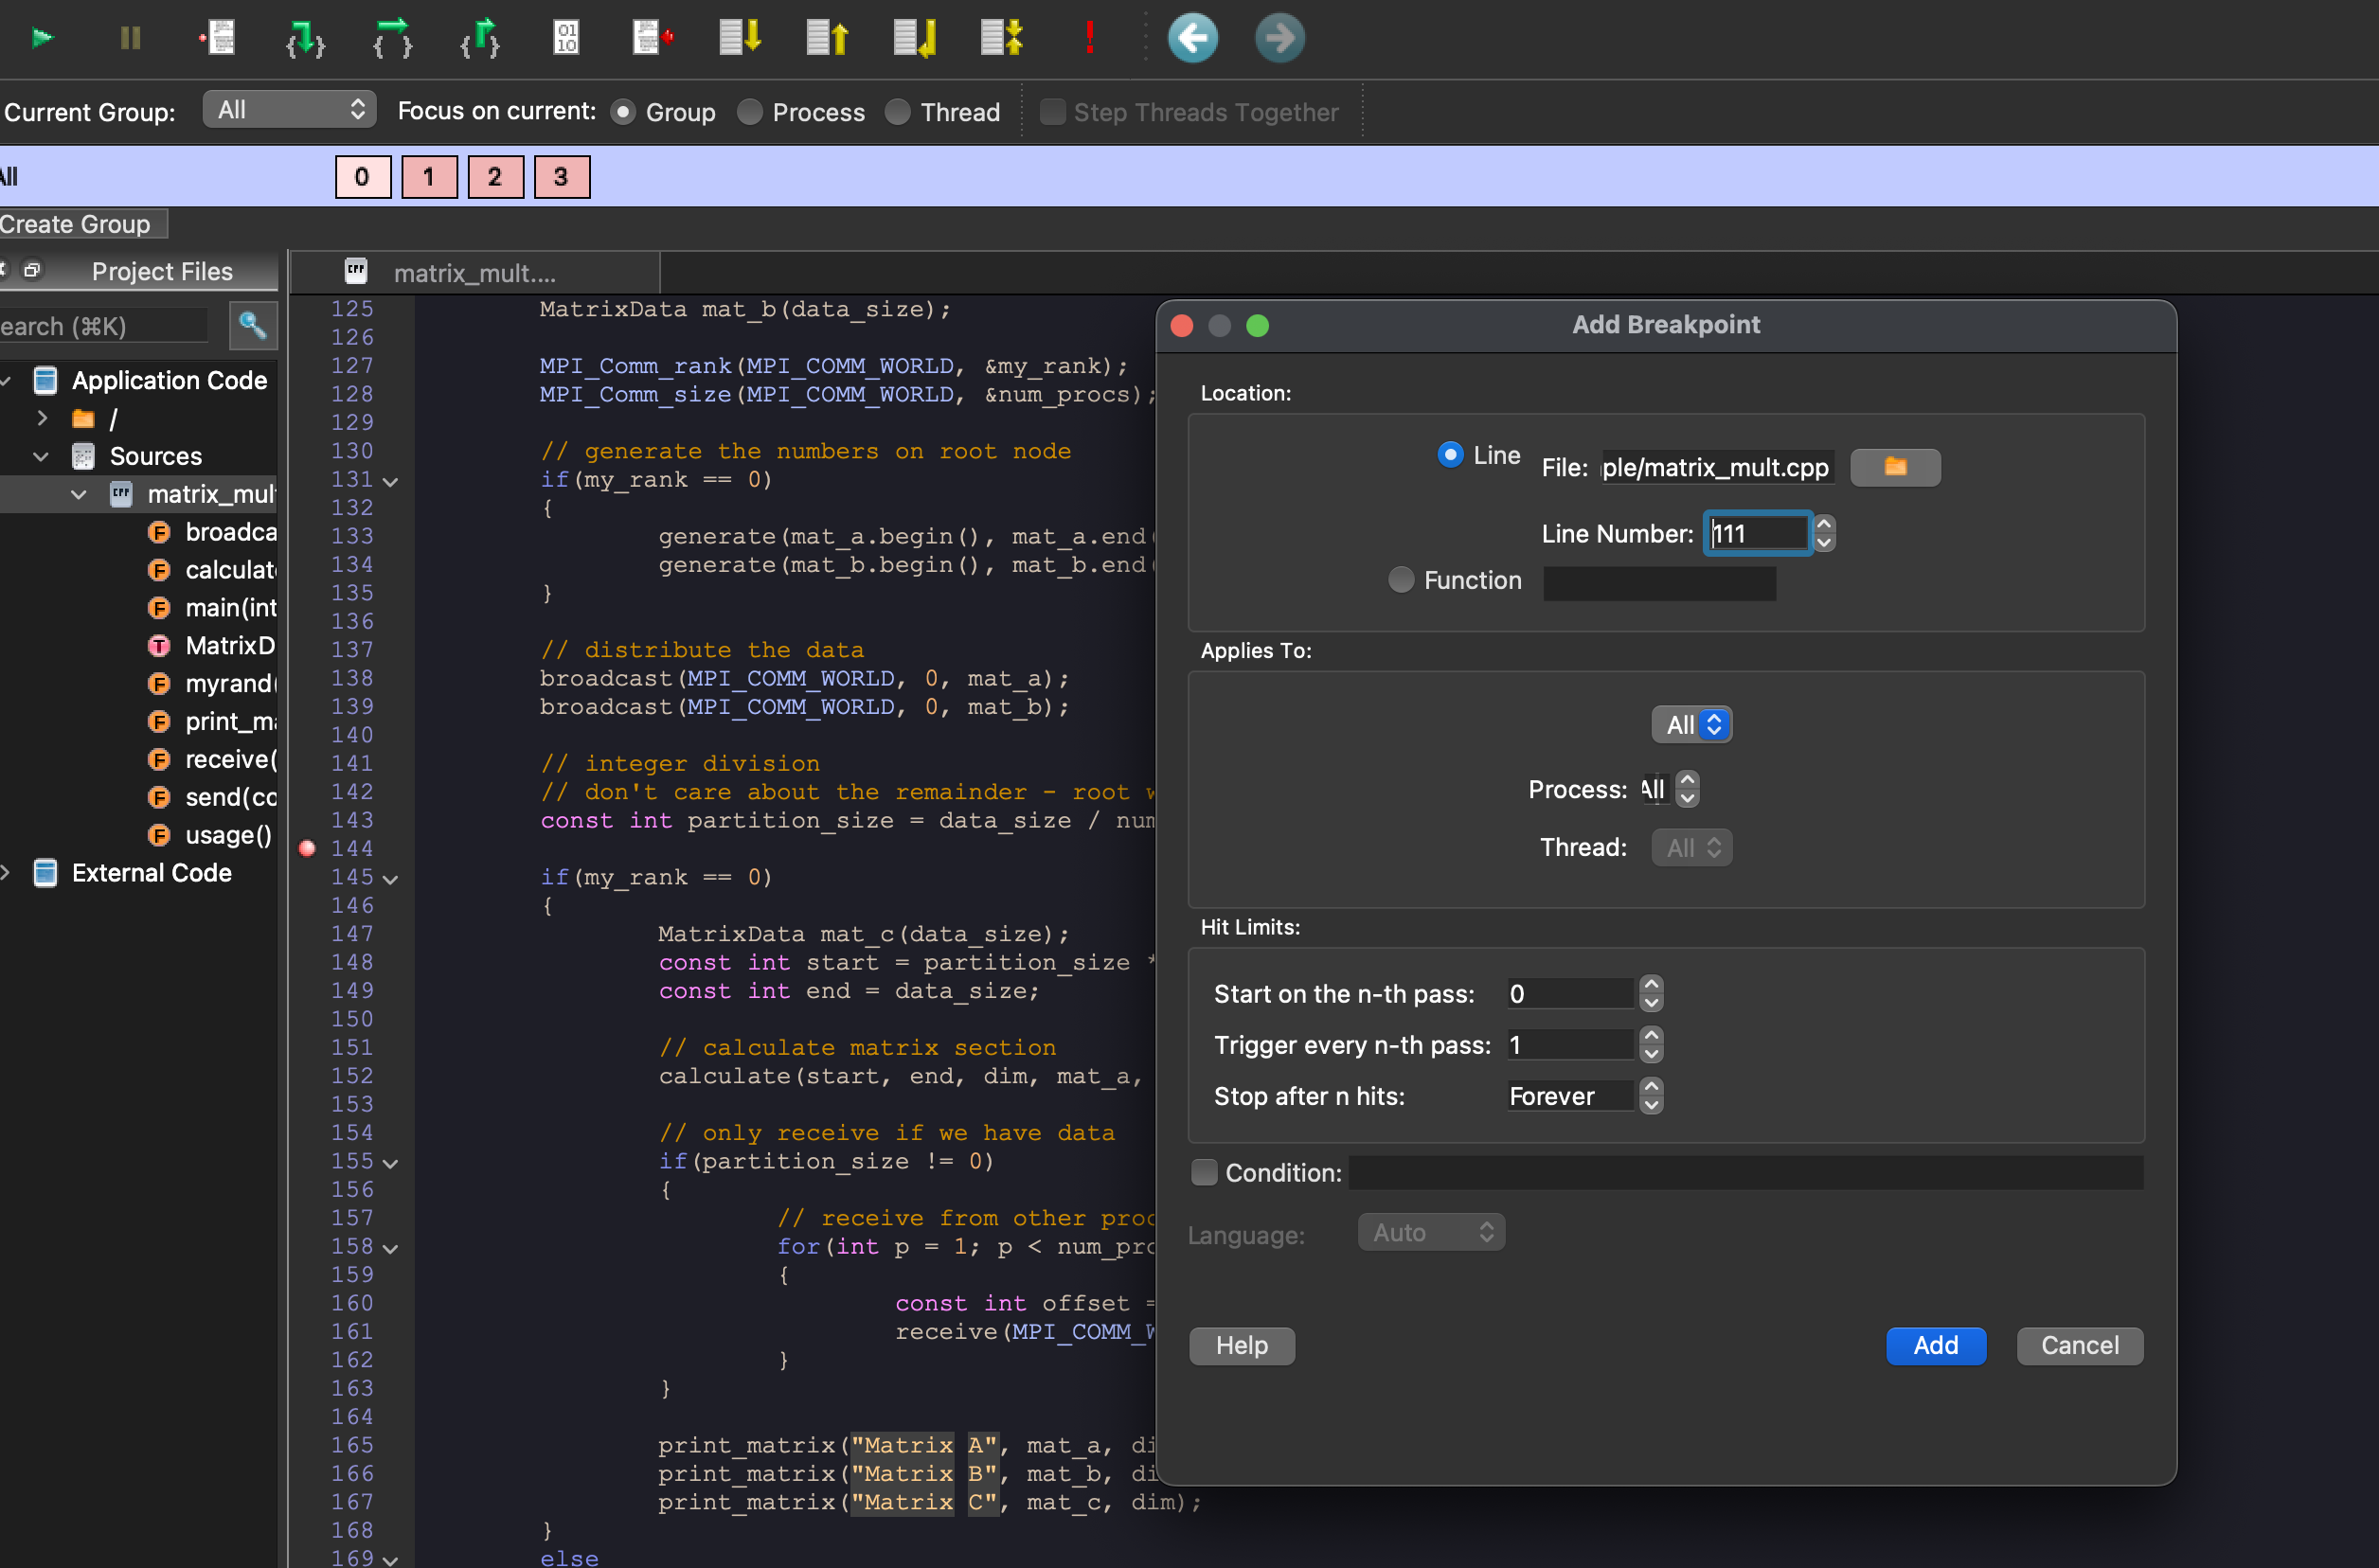 01
10
!
Current Group: All Focus on current: Group Process Thread Step Threads Together
All 0 1 2 3
Create Group
Project Files
earch (⌘K)
Application Code
/
Sources
matrix_mul
broadca
calculate
main(int
T MatrixD
myrand(
print_ma
receive(
send(co
usage()
External Code
CPP matrix_mult....
125 MatrixData mat_b(data_size);
126
127 MPI_Comm_rank(MPI_COMM_WORLD, &my_rank);
128 MPI_Comm_size(MPI_COMM_WORLD, &num_procs);
129
130 // generate the numbers on root node
131 if(my_rank == 0)
132 {
133 generate(mat_a.begin(), mat_a.end(
134 generate(mat_b.begin(), mat_b.end(
135 }
136
137 // distribute the data
138 broadcast(MPI_COMM_WORLD, 0, mat_a);
139 broadcast(MPI_COMM_WORLD, 0, mat_b);
140
141 // integer division
142 // don't care about the remainder - root w
143 const int partition_size = data_size / num
144
145 if(my_rank == 0)
146 {
147 MatrixData mat_c(data_size);
148 const int start = partition_size *
149 const int end = data_size;
150
151 // calculate matrix section
152 calculate(start, end, dim, mat_a,
153
154 // only receive if we have data
155 if(partition_size != 0)
156 {
157 // receive from other proc
158 for(int p = 1; p < num_pro
159 {
160 const int offset =
161 receive(MPI_COMM_W
162 }
163 }
164
165 print_matrix("Matrix A", mat_a, di
166 print_matrix("Matrix B", mat_b, di
167 print_matrix("Matrix C", mat_c, dim);
168 }
169 else
Add Breakpoint
Location:
Line File: ple/matrix_mult.cpp
Line Number: 111
Function
Applies To:
All
Process: All
Thread: All
Hit Limits:
Start on the n-th pass: 0
Trigger every n-th pass: 1
Stop after n hits: Forever
Condition:
Language: Auto
Help Add Cancel